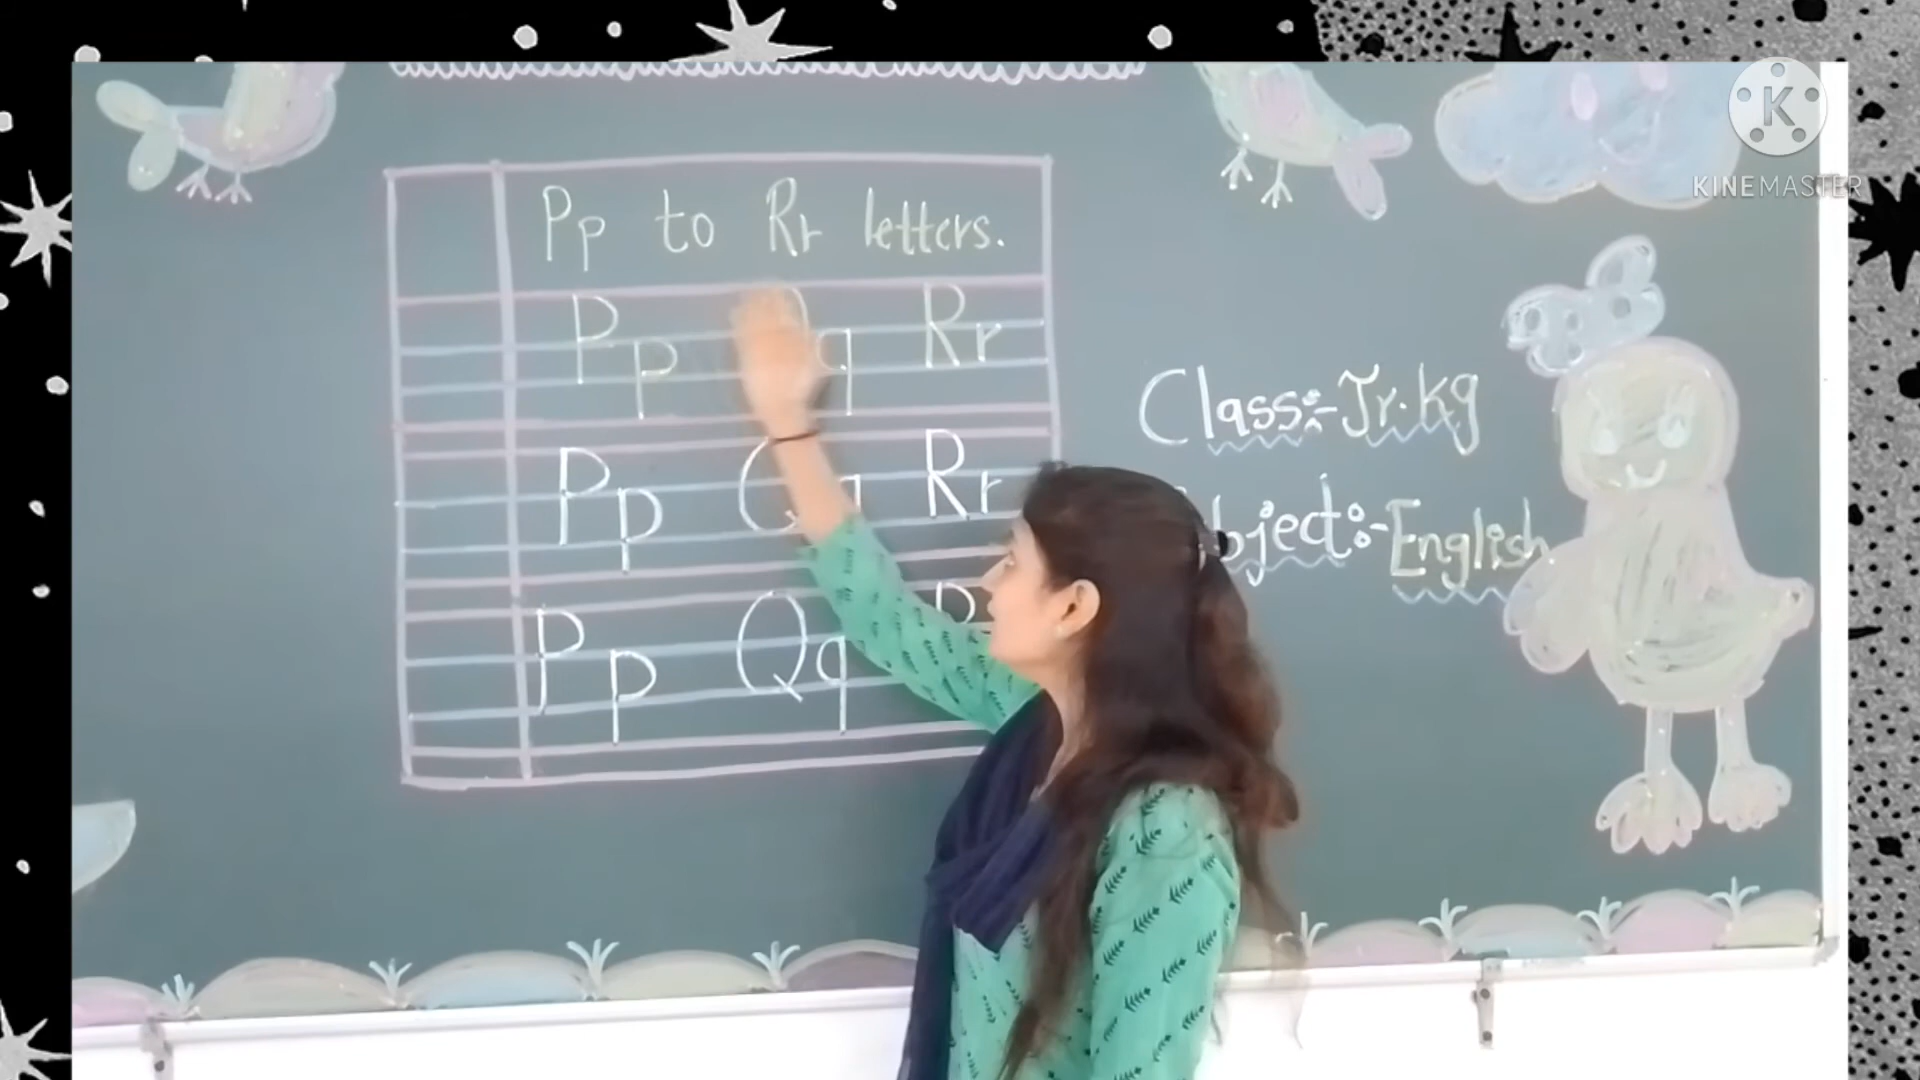 Pp to Rr letters.
Pp q Rr
Pp Rr
Pp Qq
Class:- Jr.Kg
:-English
KINEMASTER